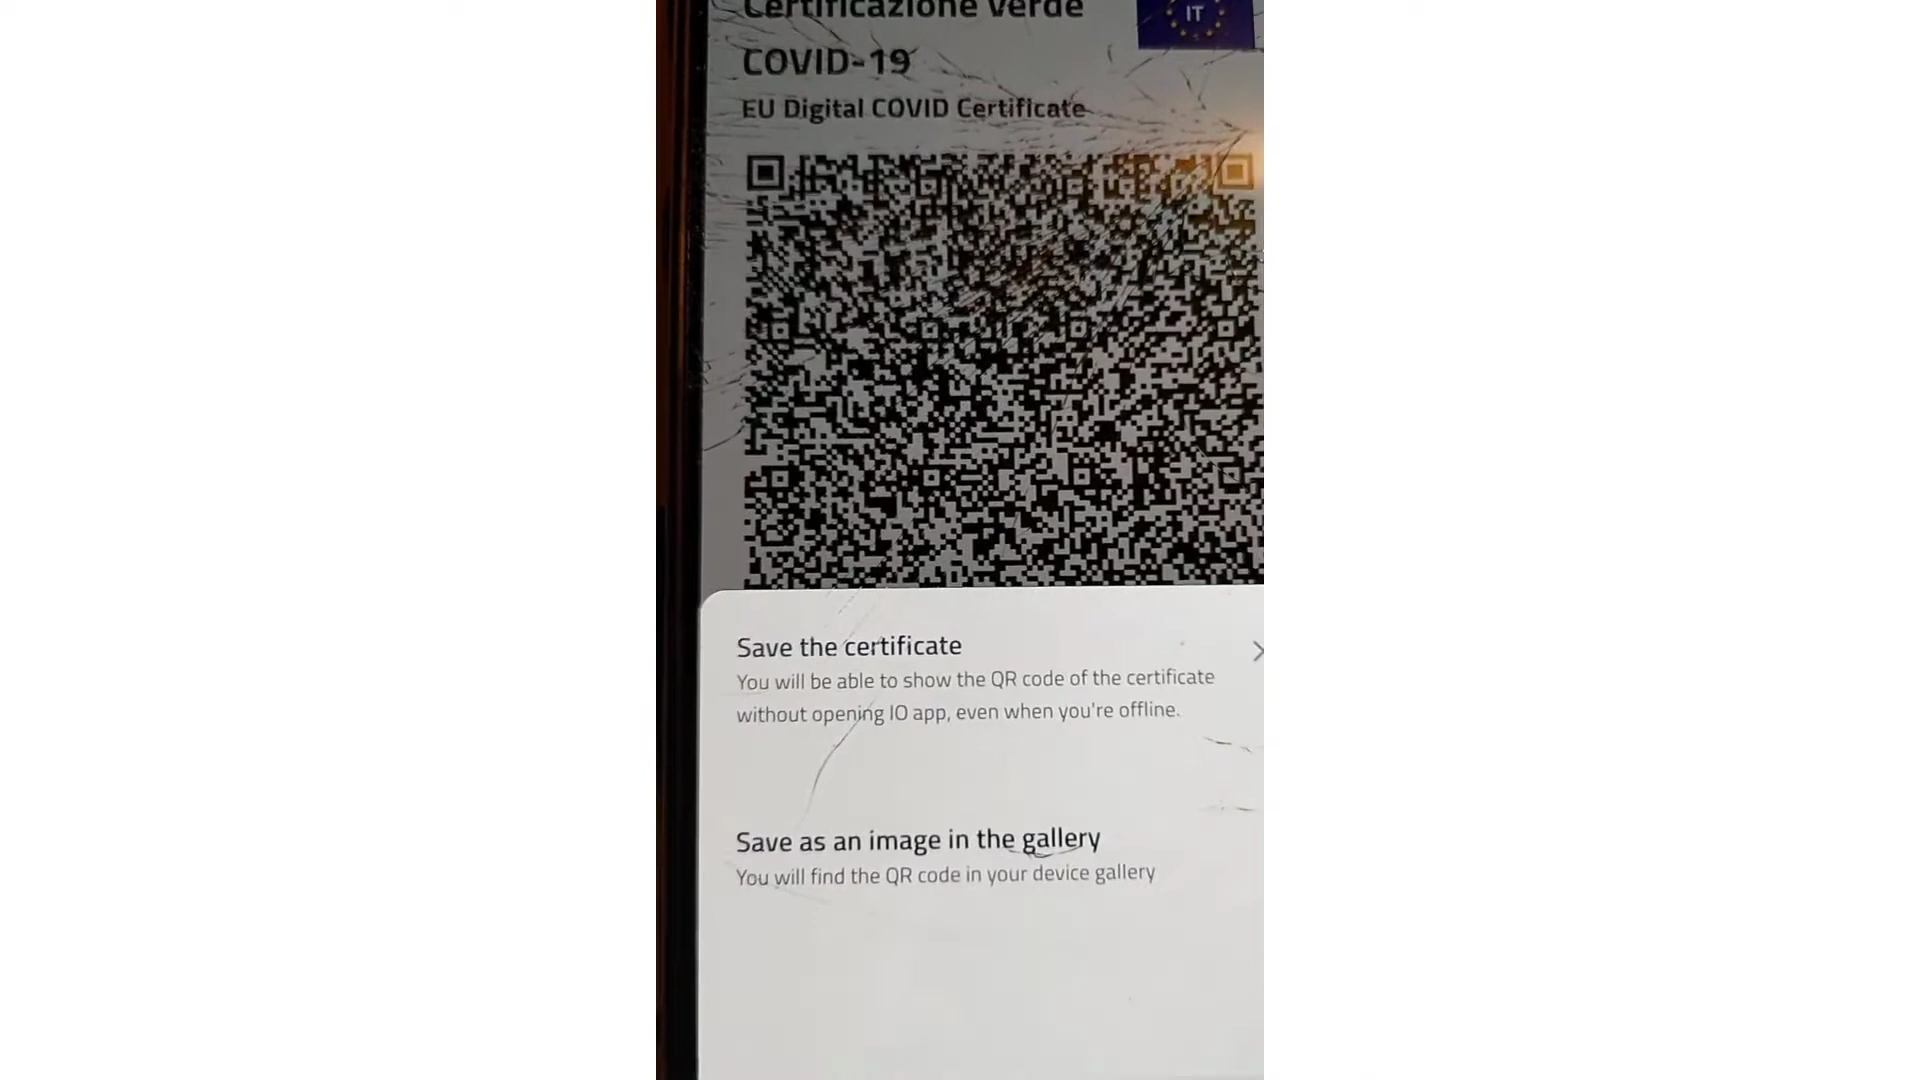 Certificazione verde
IT
COVID-19
EU Digital COVID Certificate
Save the certificate
You will be able to show the QR code of the certificate
without opening IO app, even when you're offline.
Save as an image in the gallery
You will find the QR code in your device gallery